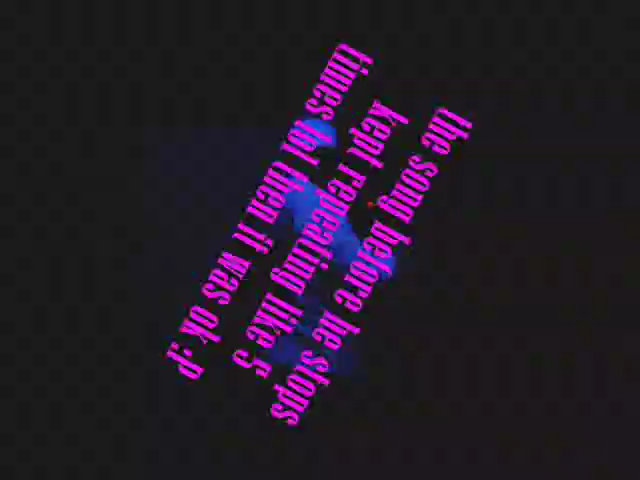 the song before he stops
kept repeating like 5
times lol then it was ok :P